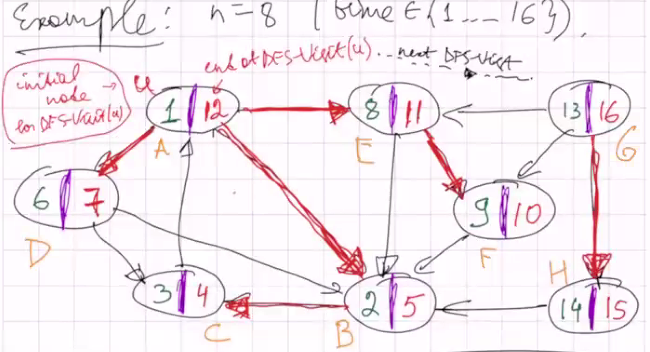 Example: n=8 (time ∈ {1....16}).
end of DFS-Visit(u)...next DFS-Visit
initial → u
node
for DFS-Visit(u)
1 | 12
8 | 11
13 | 16
A
E
G
6 | 7
9 | 10
D
F
H
3 | 4
2 | 5
14 | 15
C
B